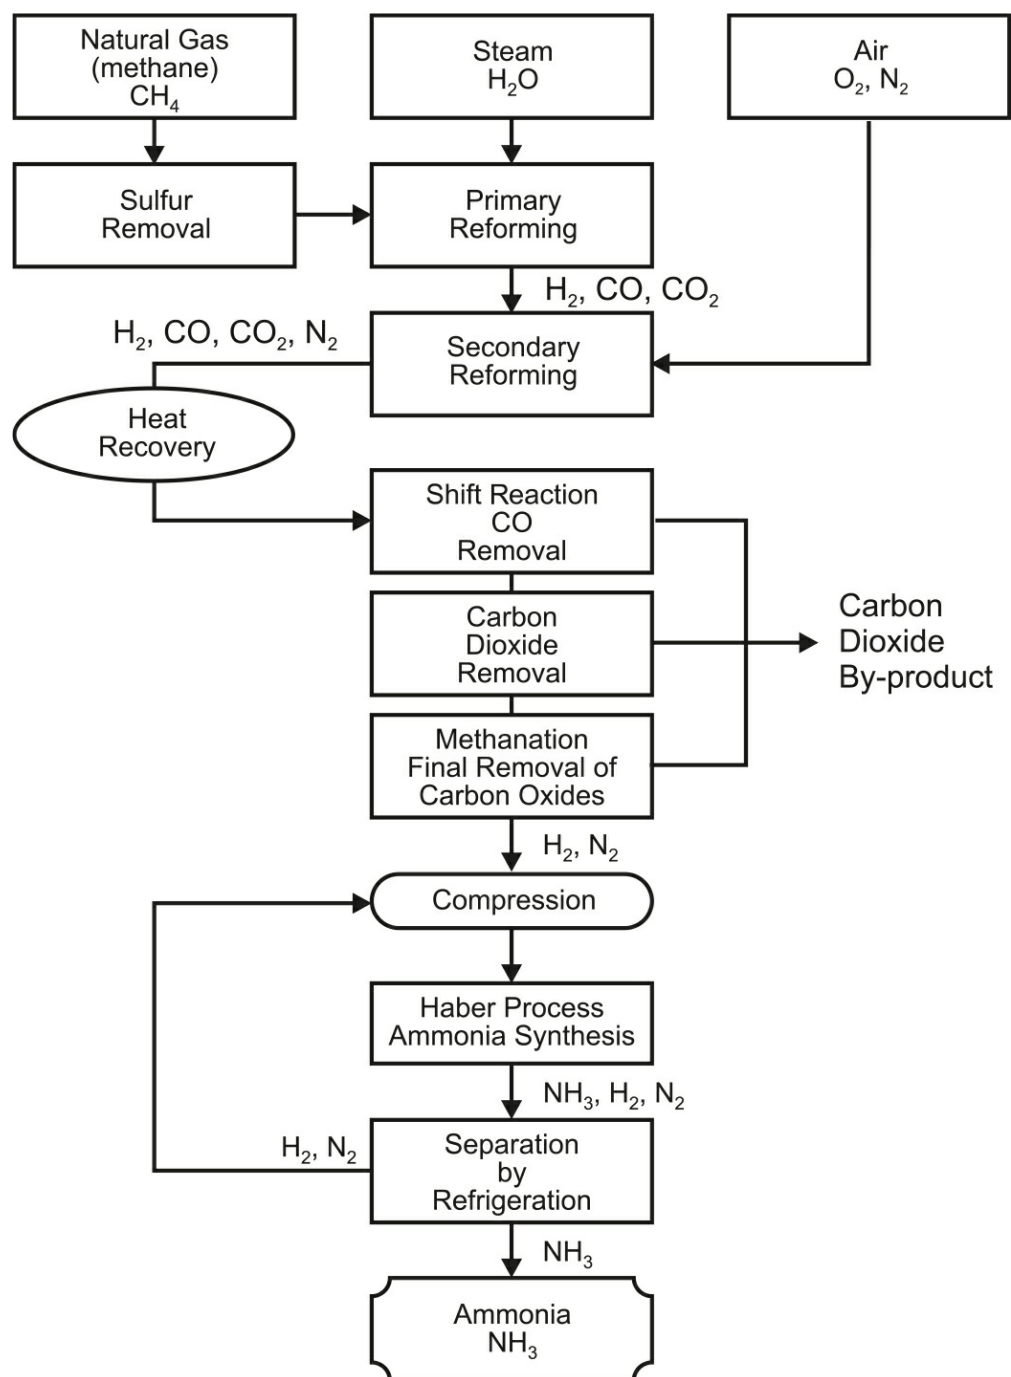 Natural Gas
(methane)
CH₄
Steam
H₂O
Air
O₂, N₂
Sulfur
Removal
Primary
Reforming
H₂, CO, CO₂
H₂, CO, CO₂, N₂
Secondary
Reforming
Heat
Recovery
Shift Reaction
CO
Removal
Carbon
Dioxide
Removal
Carbon
Dioxide
By-product
Methanation
Final Removal of
Carbon Oxides
H₂, N₂
Compression
Haber Process
Ammonia Synthesis
NH₃, H₂, N₂
H₂, N₂
Separation
by
Refrigeration
NH₃
Ammonia
NH₃